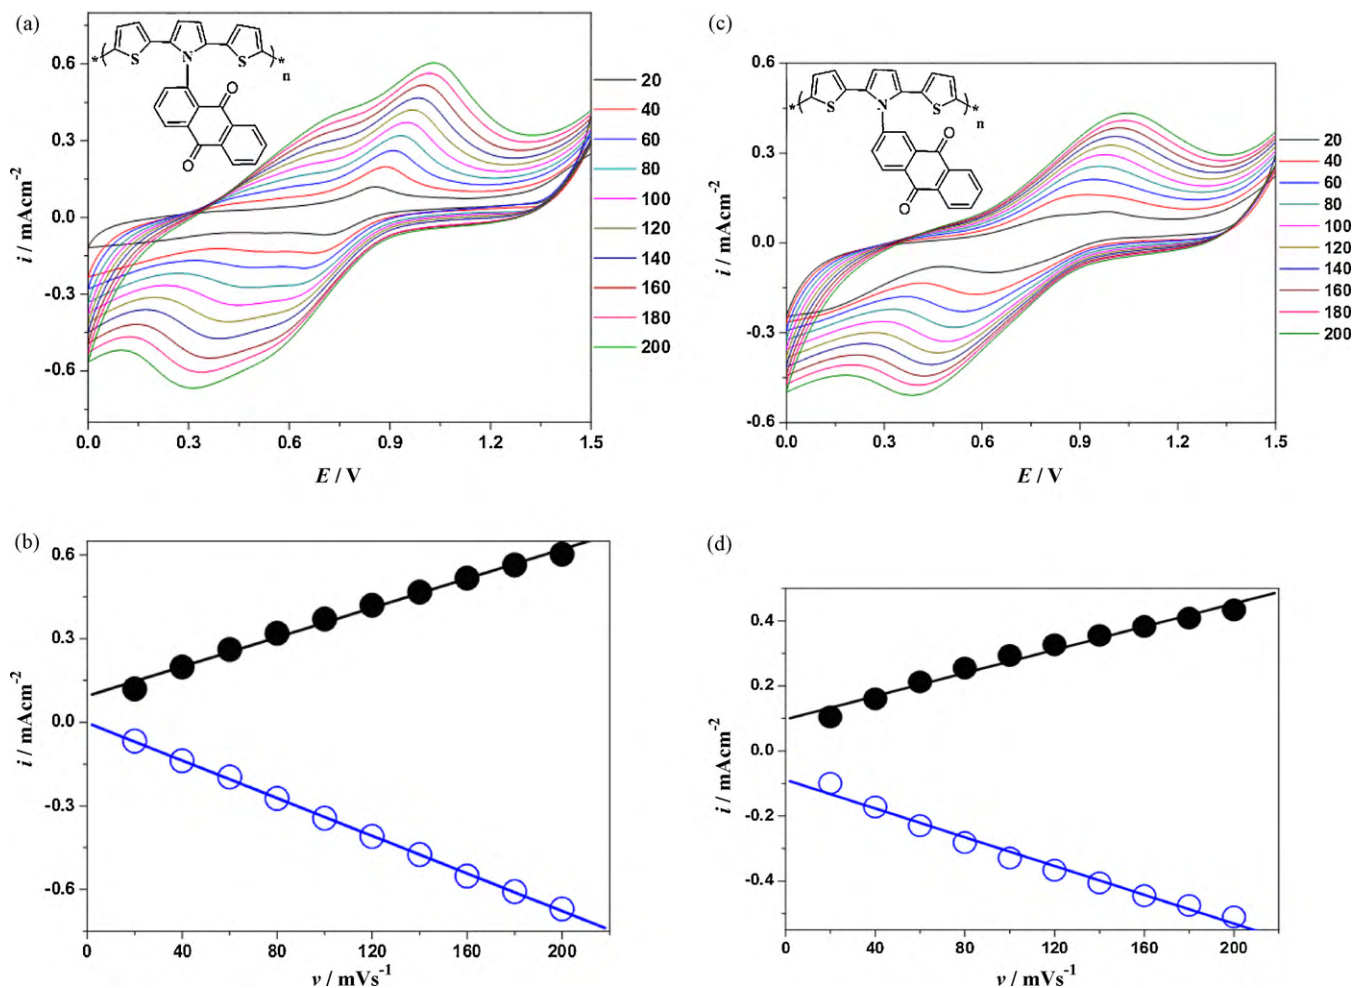 (a)
0.6
0.3
0.0
-0.3
-0.6
i / mAcm-2
0.0 0.3 0.6 0.9 1.2 1.5
E / V
* ( S N S ) * n
O
O
20
40
60
80
100
120
140
160
180
200
(c)
0.6
0.3
0.0
-0.3
-0.6
i / mAcm-2
0.0 0.3 0.6 0.9 1.2 1.5
E / V
* ( S N S ) * n
O
O
20
40
60
80
100
120
140
160
180
200
(b)
0.6
0.3
0.0
-0.3
-0.6
i / mAcm-2
0 40 80 120 160 200
v / mVs-1
(d)
0.4
0.2
0.0
-0.2
-0.4
i / mAcm-2
0 40 80 120 160 200
v / mVs-1